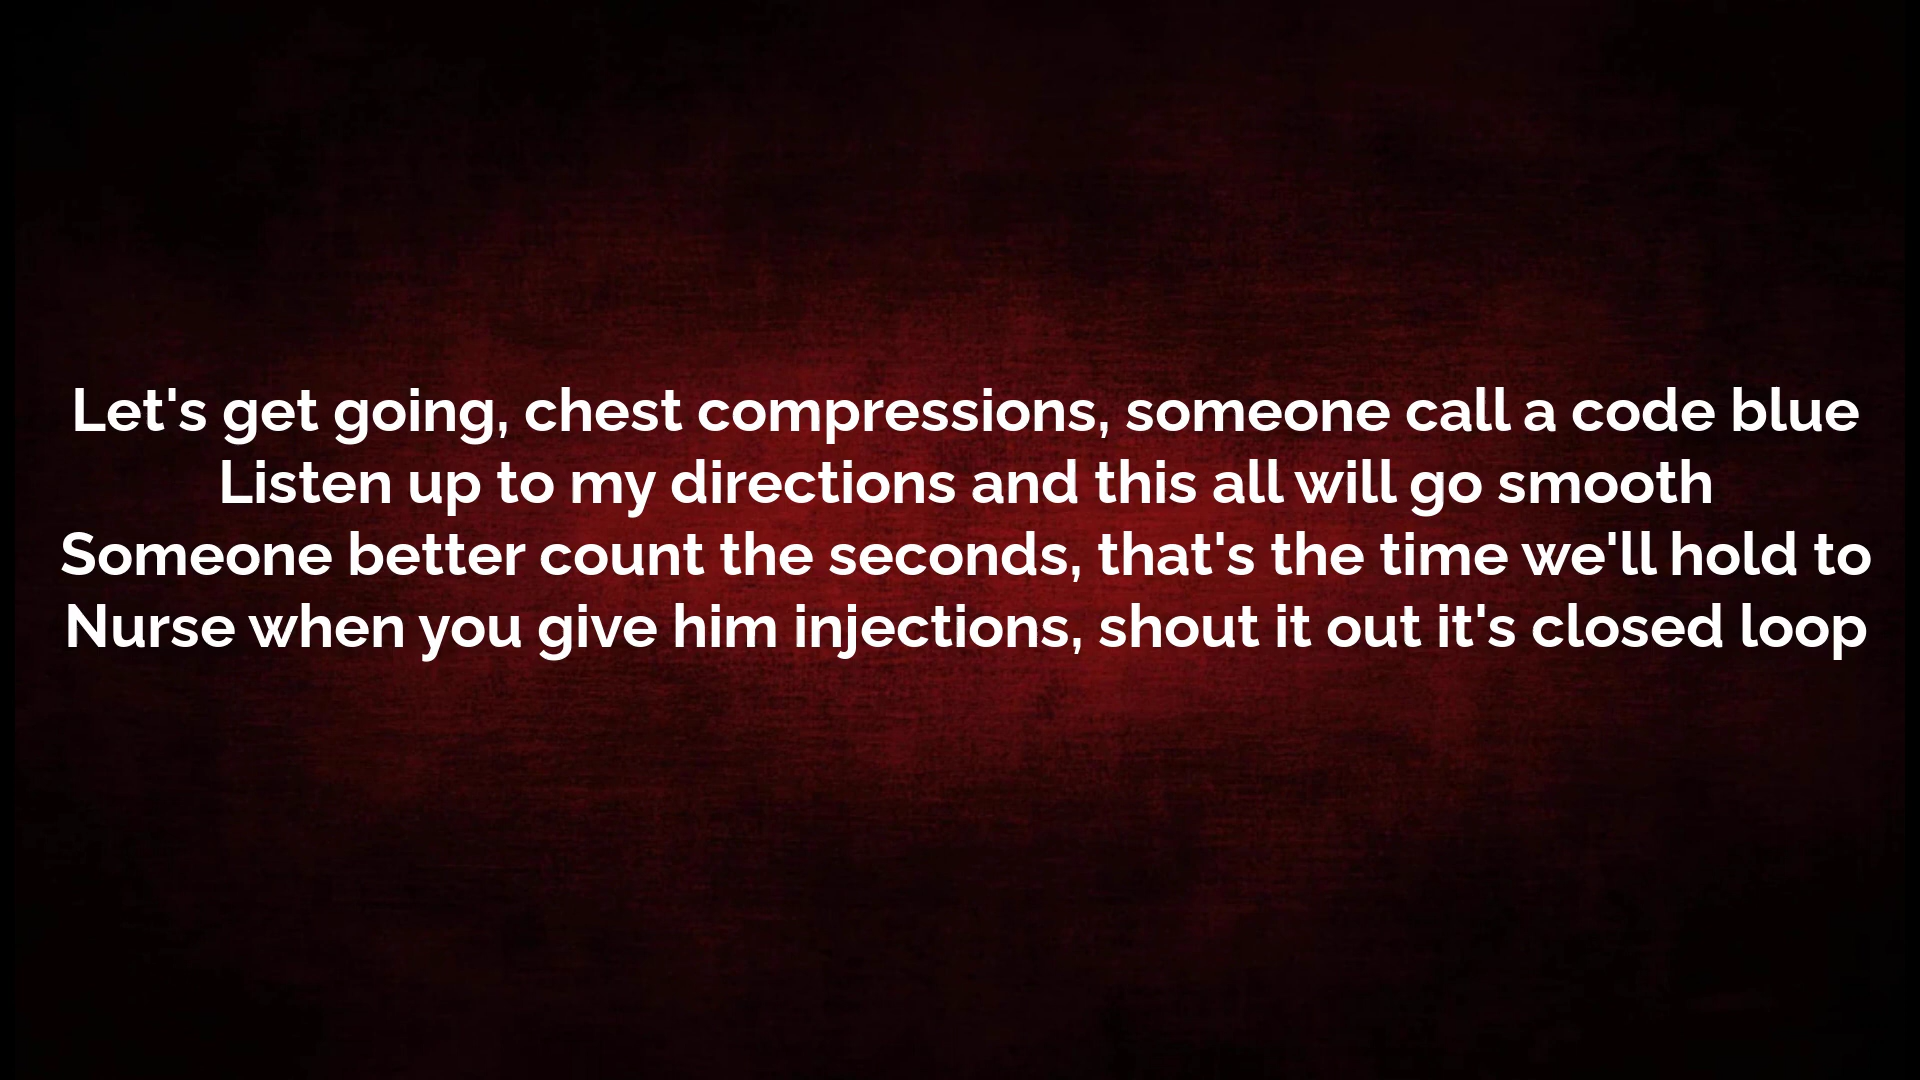 Let's get going, chest compressions, someone call a code blue
Listen up to my directions and this all will go smooth
Someone better count the seconds, that's the time we'll hold to
Nurse when you give him injections, shout it out it's closed loop